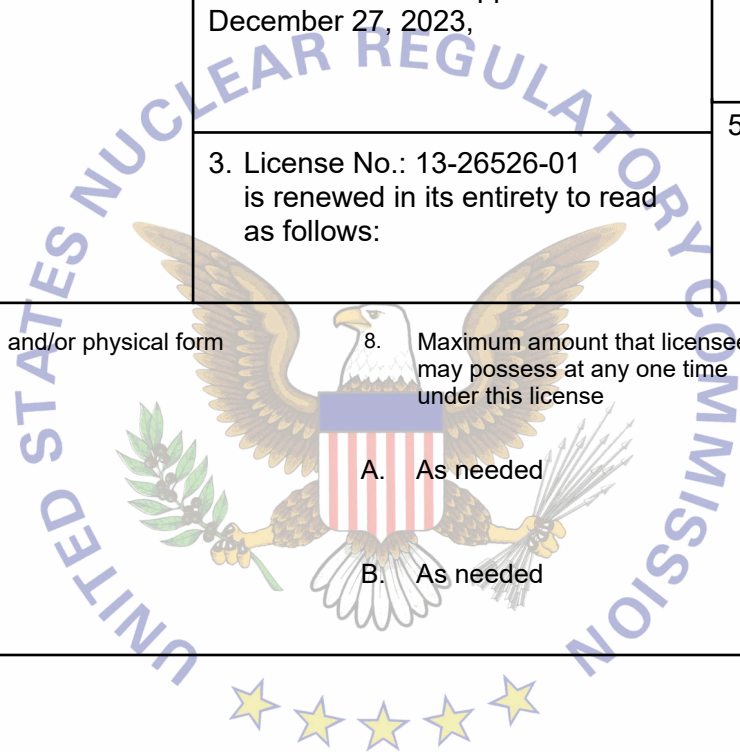 December 27, 2023,
3. License No.: 13-26526-01
is renewed in its entirety to read
as follows:
5
and/or physical form
8. Maximum amount that licensee
may possess at any one time
under this license
A. As needed
B. As needed
UNITED STATES NUCLEAR REGULATORY COMMISSION